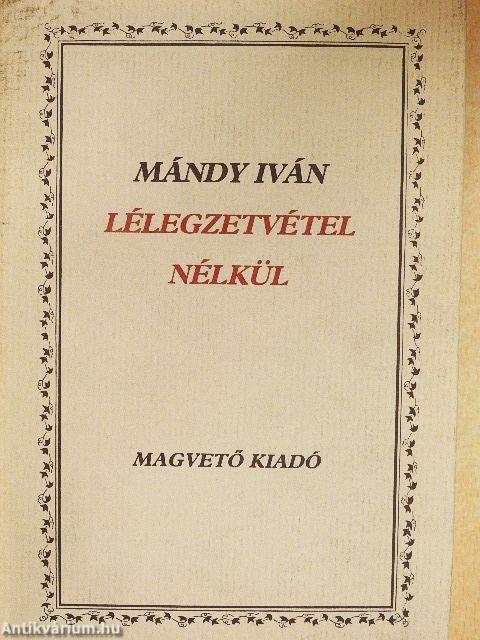 MÁNDY IVÁN
LÉLEGZETVÉTEL
NÉLKÜL
MAGVETŐ KIADÓ
Antikvarium.hu